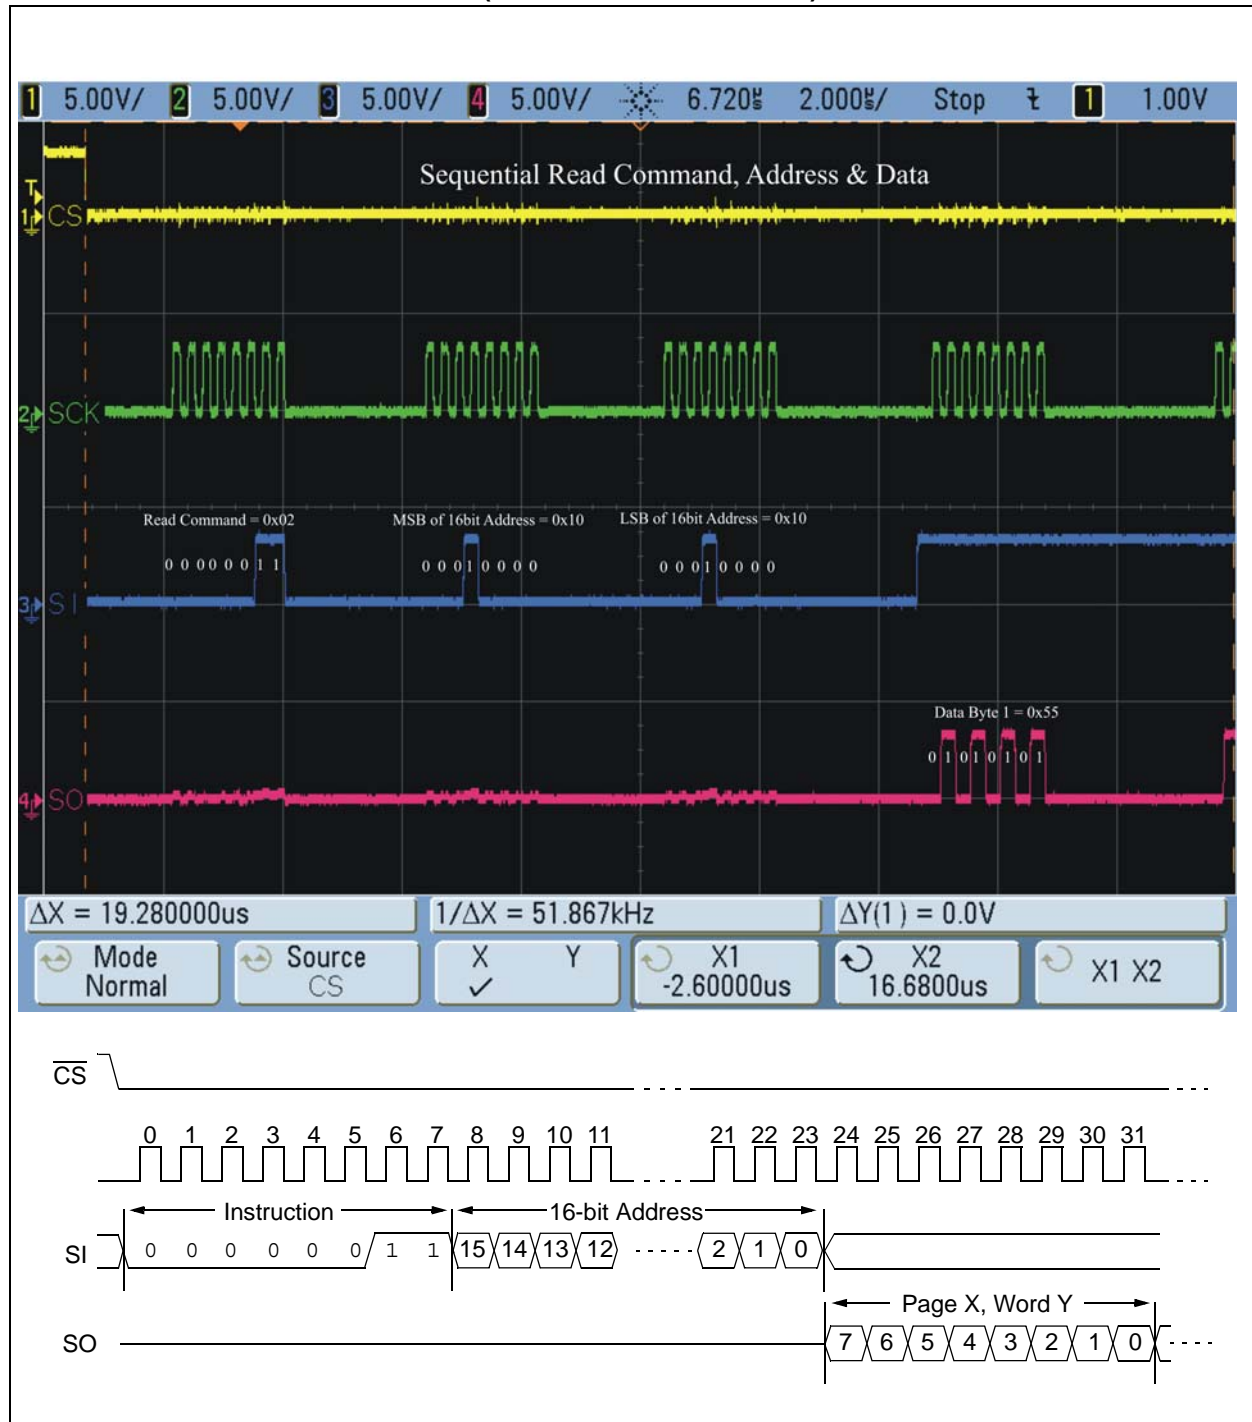 1 5.00V/ 2 5.00V/ 3 5.00V/ 4 5.00V/ 6.720µs 2.000µs/ Stop 1 1.00V
Sequential Read Command, Address & Data
T
1 CS
2 SCK
Read Command = 0x02 MSB of 16bit Address = 0x10 LSB of 16bit Address = 0x10
0 0 0 0 0 0 1 1 0 0 0 1 0 0 0 0 0 0 0 1 0 0 0 0
3 SI
Data Byte 1 = 0x55
0 1 0 1 0 1 0 1
4 SO
ΔX = 19.280000us 1/ΔX = 51.867kHz ΔY(1) = 0.0V
Mode Normal Source CS X Y ✓ X1 -2.60000us X2 16.6800us X1 X2
CS
0 1 2 3 4 5 6 7 8 9 10 11 21 22 23 24 25 26 27 28 29 30 31
Instruction 16-bit Address
SI 0 0 0 0 0 0 1 1 15 14 13 12 2 1 0
Page X, Word Y
SO 7 6 5 4 3 2 1 0